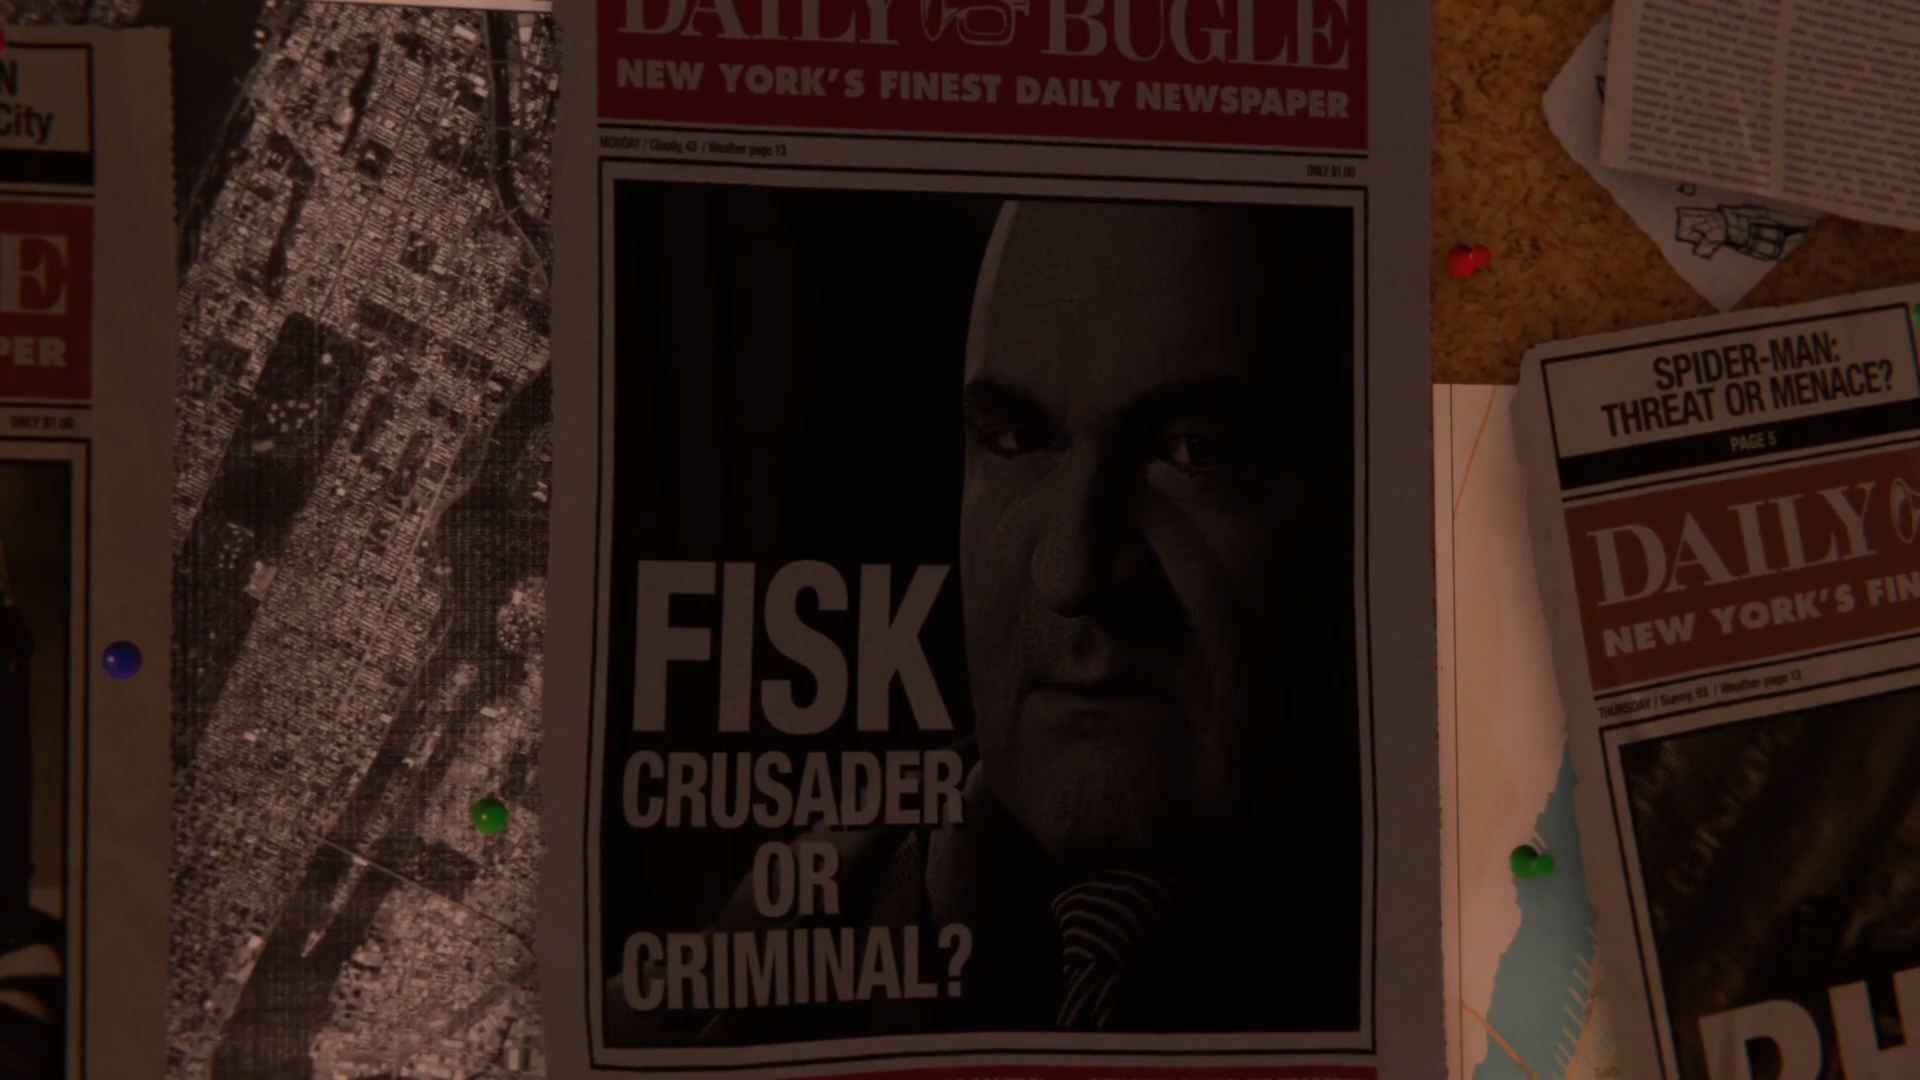 N
City
E
PER
ONLY $1.00
DAILY BUGLE
NEW YORK'S FINEST DAILY NEWSPAPER
MONDAY / Cloudy, 43 / Weather page 13
ONLY $1.00
FISK
CRUSADER
OR
CRIMINAL?
SPIDER-MAN:
THREAT OR MENACE?
PAGE 5
DAILY
NEW YORK'S FIN
THURSDAY / Sunny, 93 / Weather page 13